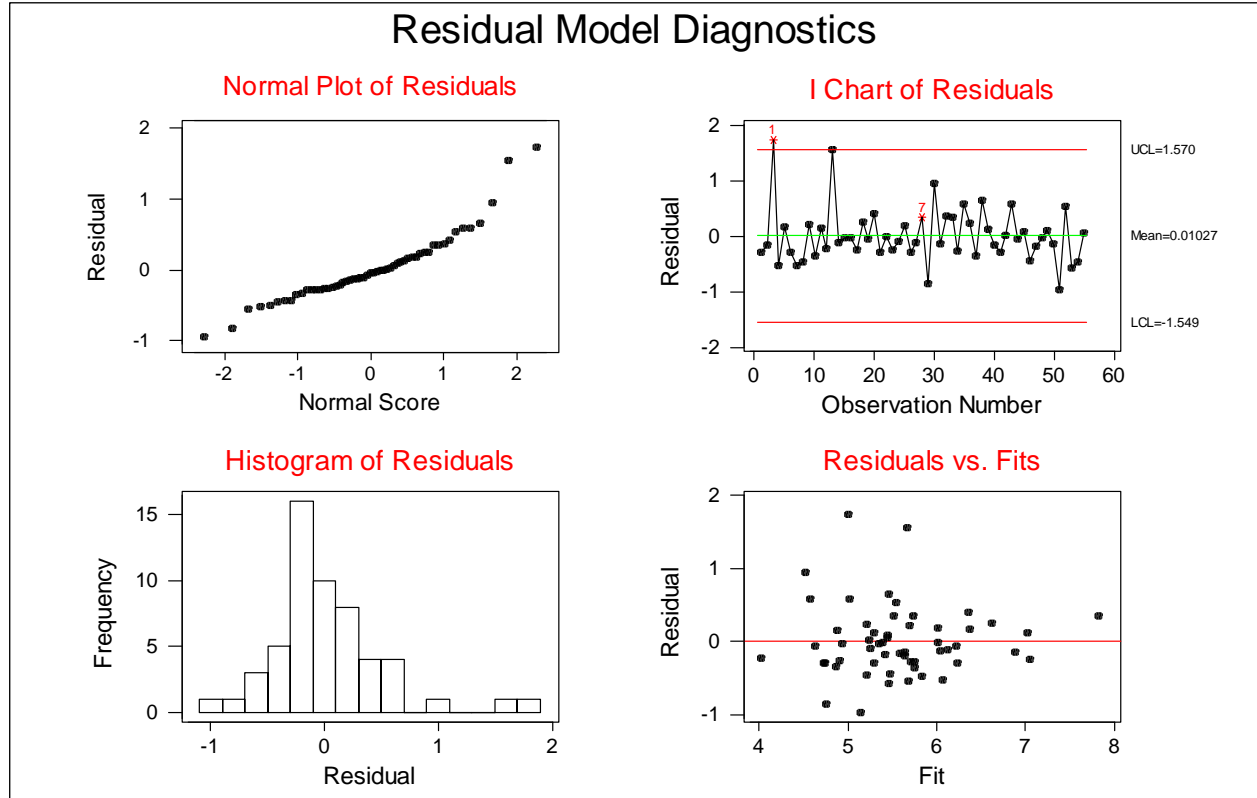 Residual Model Diagnostics
Normal Plot of Residuals
2
1
0
-1
Residual
-2
-1
0
1
2
Normal Score
I Chart of Residuals
2
1
0
-1
-2
Residual
1
7
UCL=1.570
Mean=0.01027
LCL=-1.549
0
10
20
30
40
50
60
Observation Number
Histogram of Residuals
15
10
5
0
Frequency
-1
0
1
2
Residual
Residuals vs. Fits
2
1
0
-1
Residual
4
5
6
7
8
Fit